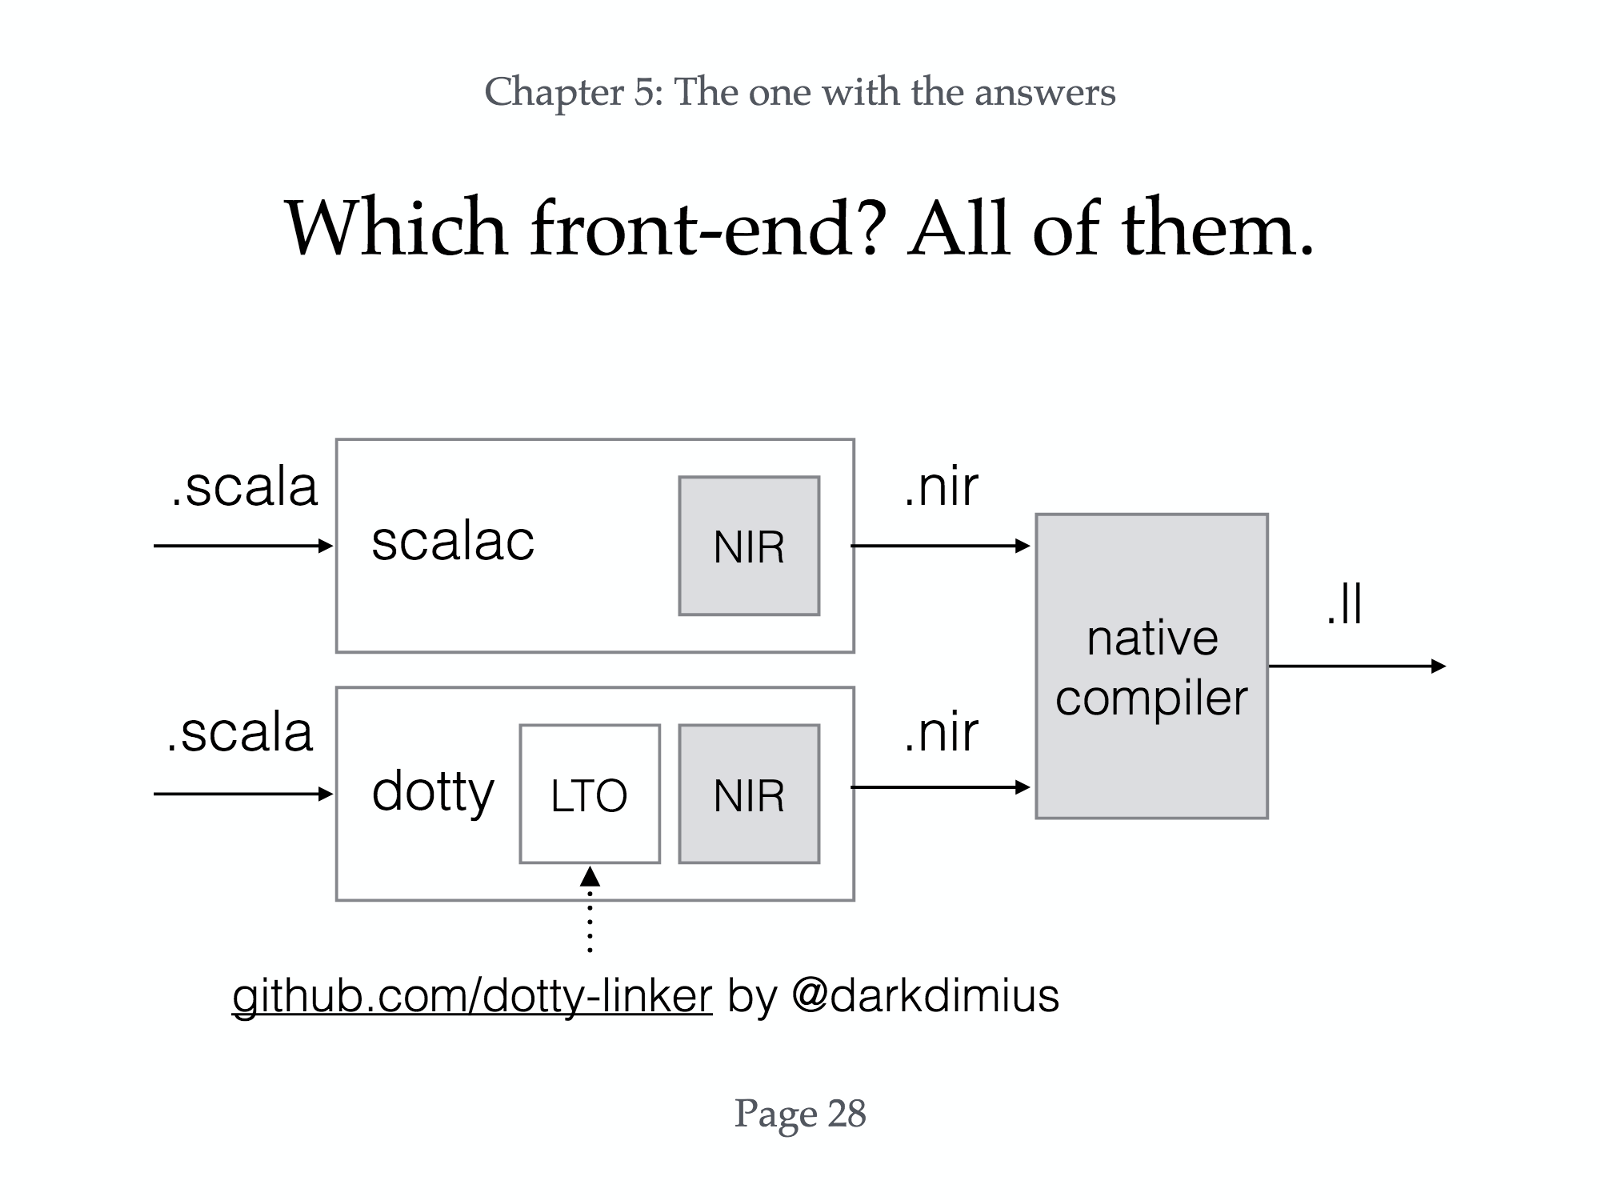 Chapter 5: The one with the answers
Which front-end? All of them.
.scala
scalac
NIR
.nir
native
compiler
.ll
.scala
dotty
LTO
NIR
.nir
github.com/dotty-linker by @darkdimius
Page 28